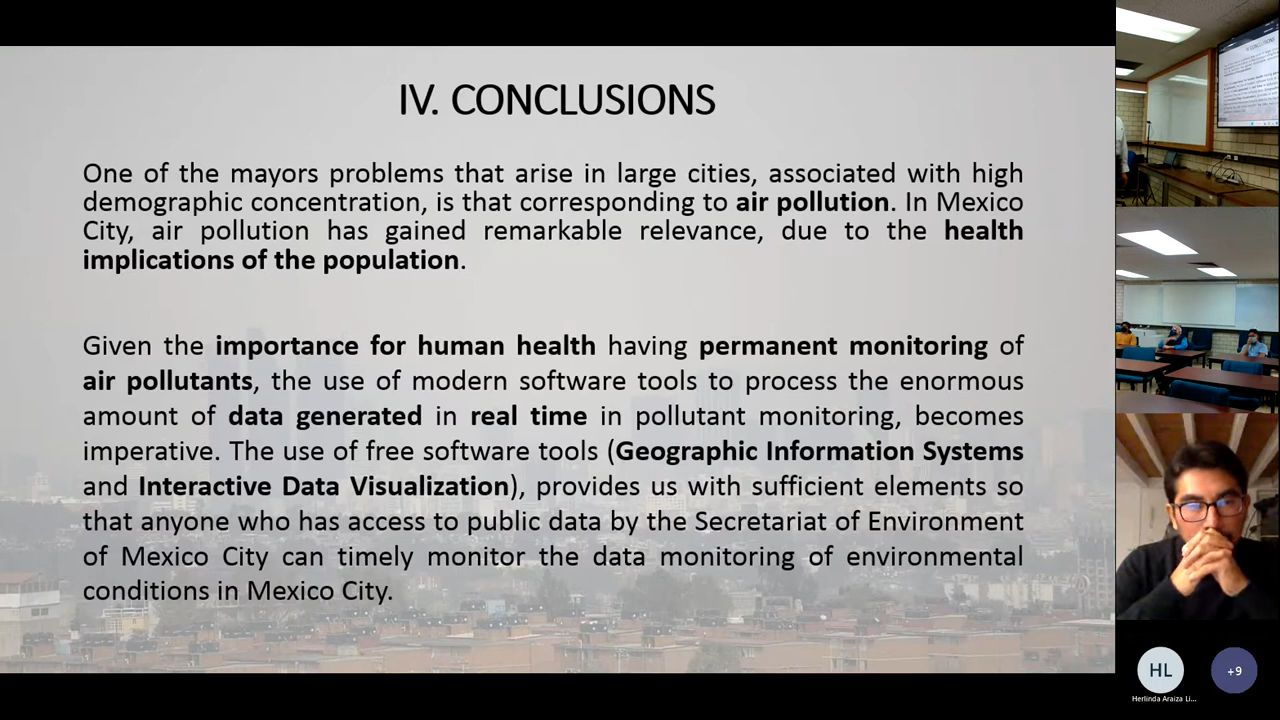 IV. CONCLUSIONS
One of the mayors problems that arise in large cities, associated with high
demographic concentration, is that corresponding to air pollution. In Mexico
City, air pollution has gained remarkable relevance, due to the health
implications of the population.
Given the importance for human health having permanent monitoring of
air pollutants, the use of modern software tools to process the enormous
amount of data generated in real time in pollutant monitoring, becomes
imperative. The use of free software tools (Geographic Information Systems
and Interactive Data Visualization), provides us with sufficient elements so
that anyone who has access to public data by the Secretariat of Environment
of Mexico City can timely monitor the data monitoring of environmental
conditions in Mexico City.
HL
+9
Herlinda Araiza Li...